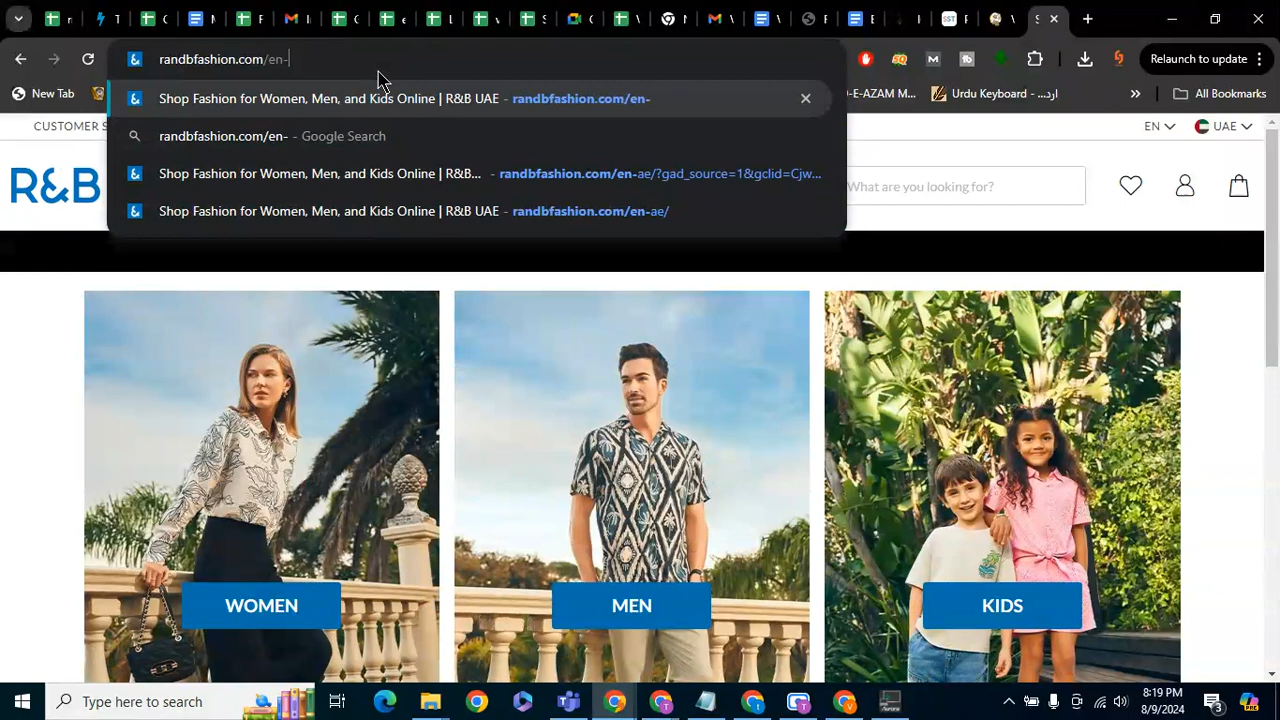 randbfashion.com/en-
Relaunch to update
Shop Fashion for Women, Men, and Kids Online | R&B UAE - randbfashion.com/en-
randbfashion.com/en- - Google Search
Shop Fashion for Women, Men, and Kids Online | R&B... - randbfashion.com/en-ae/?gad_source=1&gclid=Cjw...
Shop Fashion for Women, Men, and Kids Online | R&B UAE - randbfashion.com/en-ae/
New Tab
-E-AZAM M...
Urdu Keyboard - ...ارد
»
All Bookmarks
CUSTOMER S
EN
UAE
R&B
What are you looking for?
WOMEN
MEN
KIDS
Type here to search
8:19 PM
8/9/2024
3